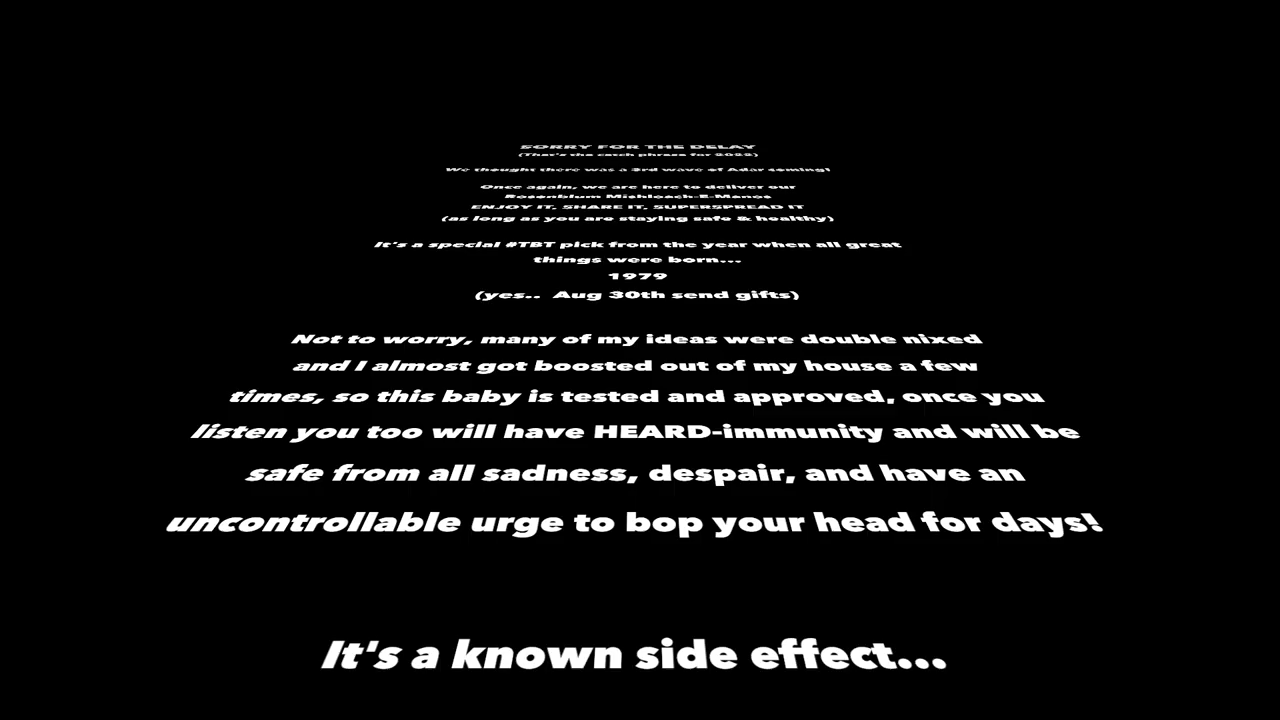 SORRY FOR THE DELAY
(That's the catch phrase for 2022)
We thought there was a 3rd wave of Adar coming!
Once again, we are here to deliver our
Rosenblum Mishloach-E-Manos
ENJOY IT, SHARE IT, SUPERSPREAD IT
(as long as you are staying safe & healthy)
It's a special #TBT pick from the year when all great
things were born...
1979
(yes..  Aug 30th send gifts)
Not to worry, many of my ideas were double nixed
and I almost got boosted out of my house a few
times, so this baby is tested and approved, once you
listen you too will have HEARD-immunity and will be
safe from all sadness, despair, and have an
uncontrollable urge to bop your head for days!
It's a known side effect...